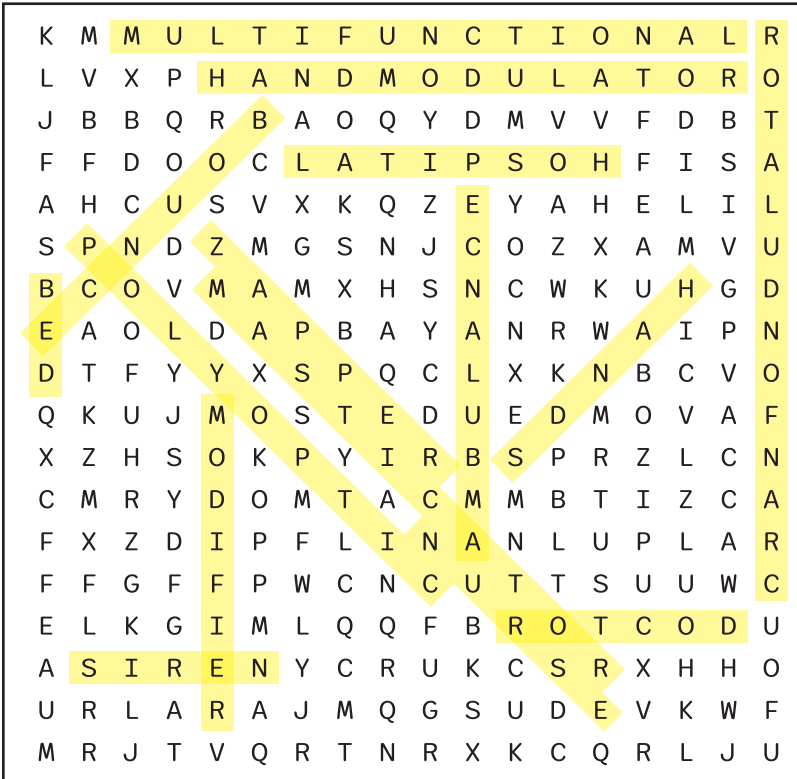 K M M U L T I F U N C T I O N A L R
L V X P H A N D M O D U L A T O R O
J B B Q R B A O Q Y D M V V F D B T
F F D O O C L A T I P S O H F I S A
A H C U S V X K Q Z E Y A H E L I L
S P N D Z M G S N J C O Z X A M V U
B C O V M A M X H S N C W K U H G D
E A O L D A P B A Y A N R W A I P N
D T F Y Y X S P Q C L X K N B C V O
Q K U J M O S T E D U E D M O V A F
X Z H S O K P Y I R B S P R Z L C N
C M R Y D O M T A C M M B T I Z C A
F X Z D I P F L I N A N L U P L A R
F F G F F P W C N C U T T S U U W C
E L K G I M L Q Q F B R O T C O D U
A S I R E N Y C R U K C S R X H H O
U R L A R A J M Q G S U D E V K W F
M R J T V Q R T N R X K C Q R L J U